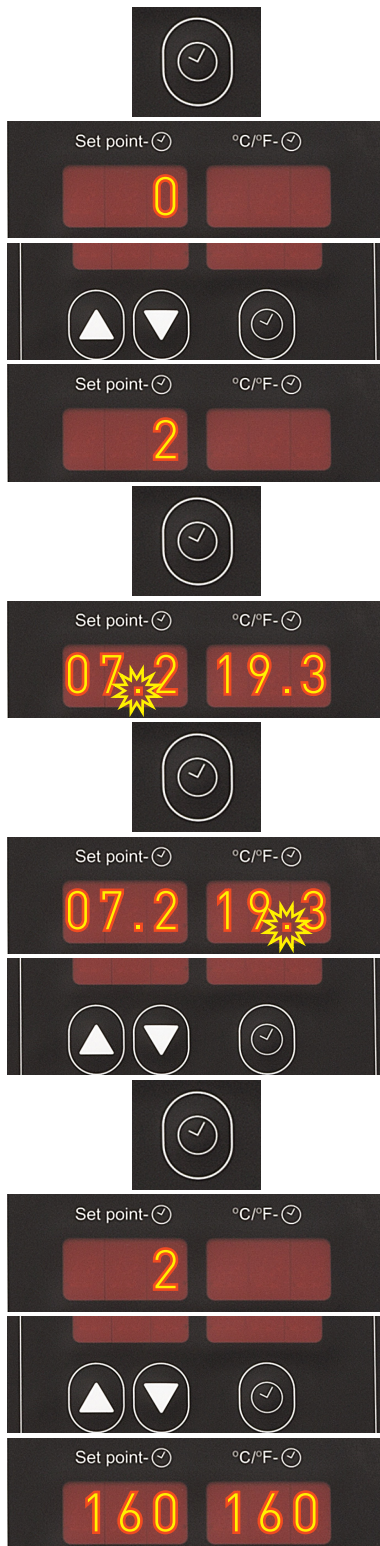 Set point- °C/°F-
0
Set point- °C/°F-
2
Set point- °C/°F-
07.2 19.3
Set point- °C/°F-
07.2 19.3
Set point- °C/°F-
2
Set point- °C/°F-
160 160